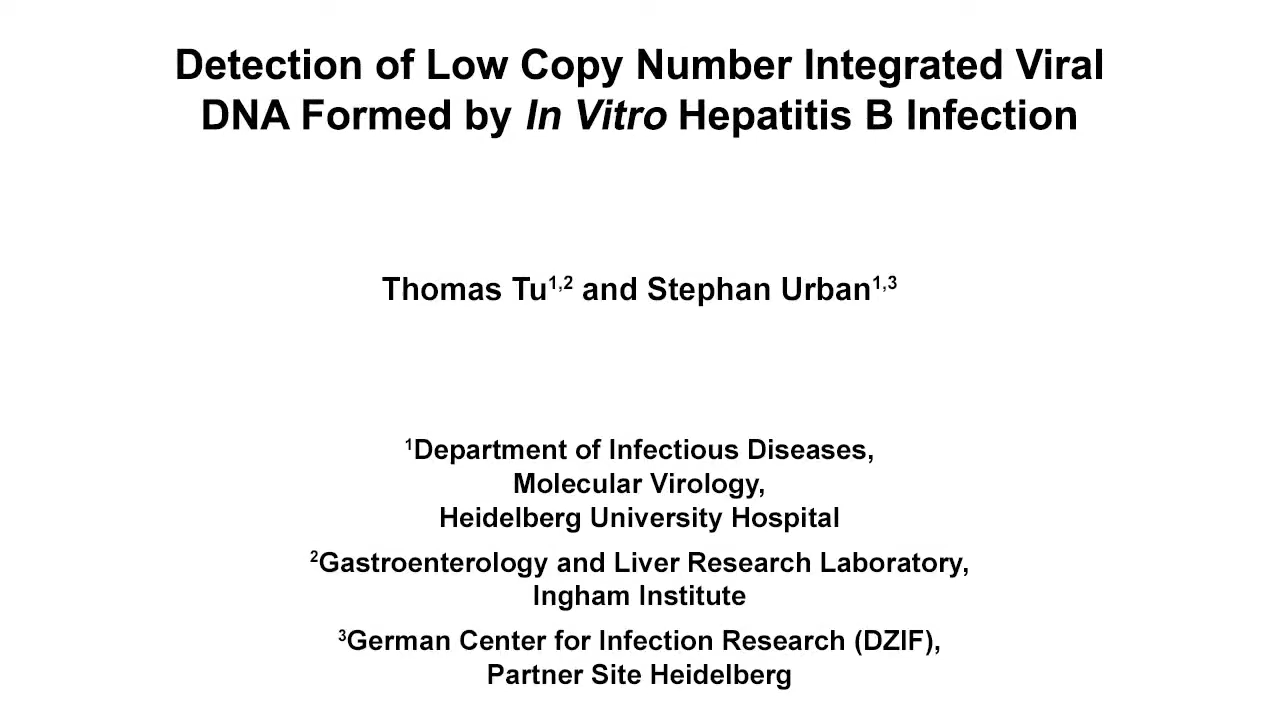 Detection of Low Copy Number Integrated Viral
DNA Formed by In Vitro Hepatitis B Infection
Thomas Tu1,2 and Stephan Urban1,3
1Department of Infectious Diseases,
Molecular Virology,
Heidelberg University Hospital
2Gastroenterology and Liver Research Laboratory,
Ingham Institute
3German Center for Infection Research (DZIF),
Partner Site Heidelberg